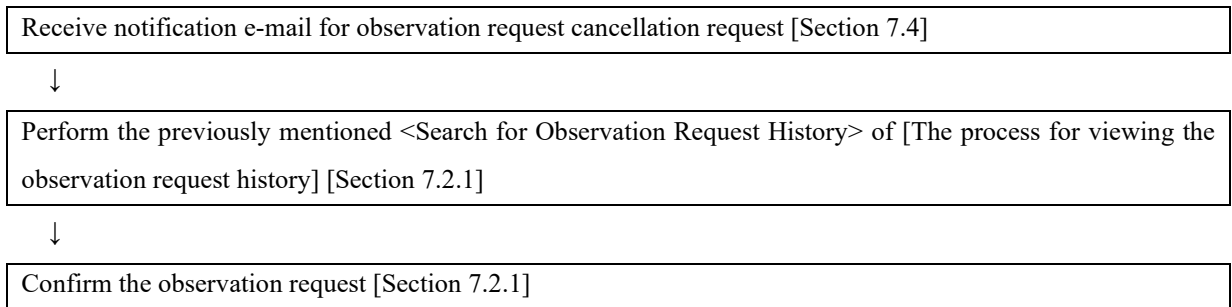 Receive notification e-mail for observation request cancellation request [Section 7.4]
↓
Perform the previously mentioned <Search for Observation Request History> of [The process for viewing the
observation request history] [Section 7.2.1]
↓
Confirm the observation request [Section 7.2.1]